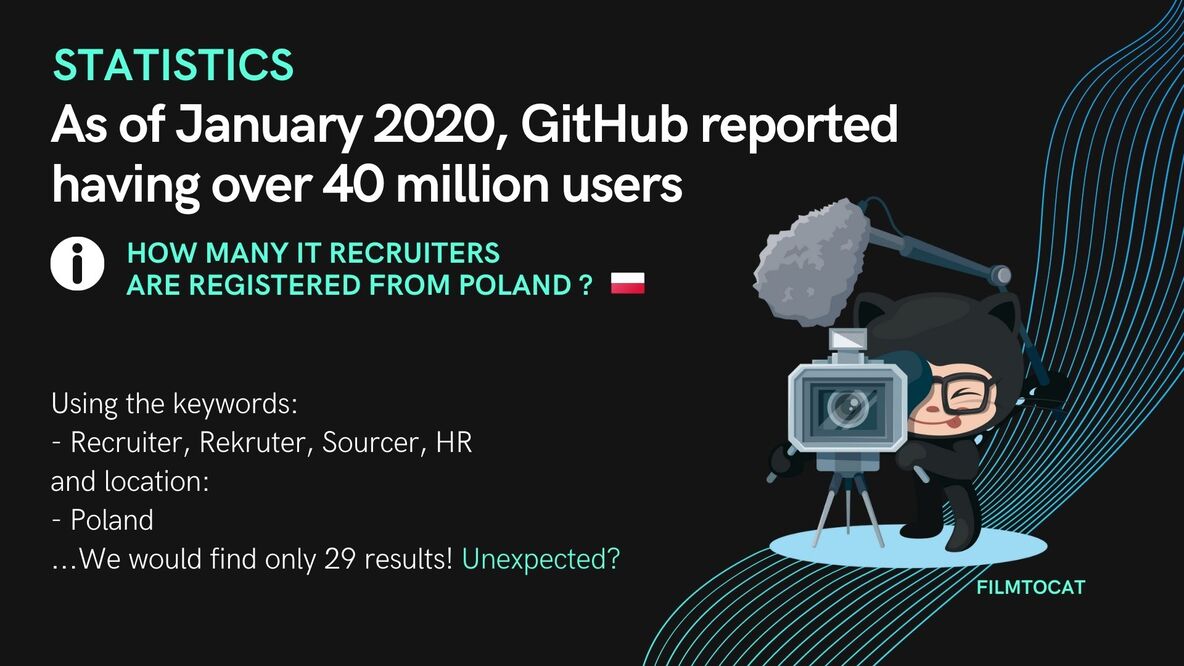 STATISTICS
As of January 2020, GitHub reported
having over 40 million users
HOW MANY IT RECRUITERS
ARE REGISTERED FROM POLAND ?
Using the keywords:
- Recruiter, Rekruter, Sourcer, HR
and location:
- Poland
...We would find only 29 results! Unexpected?
FILMTOCAT